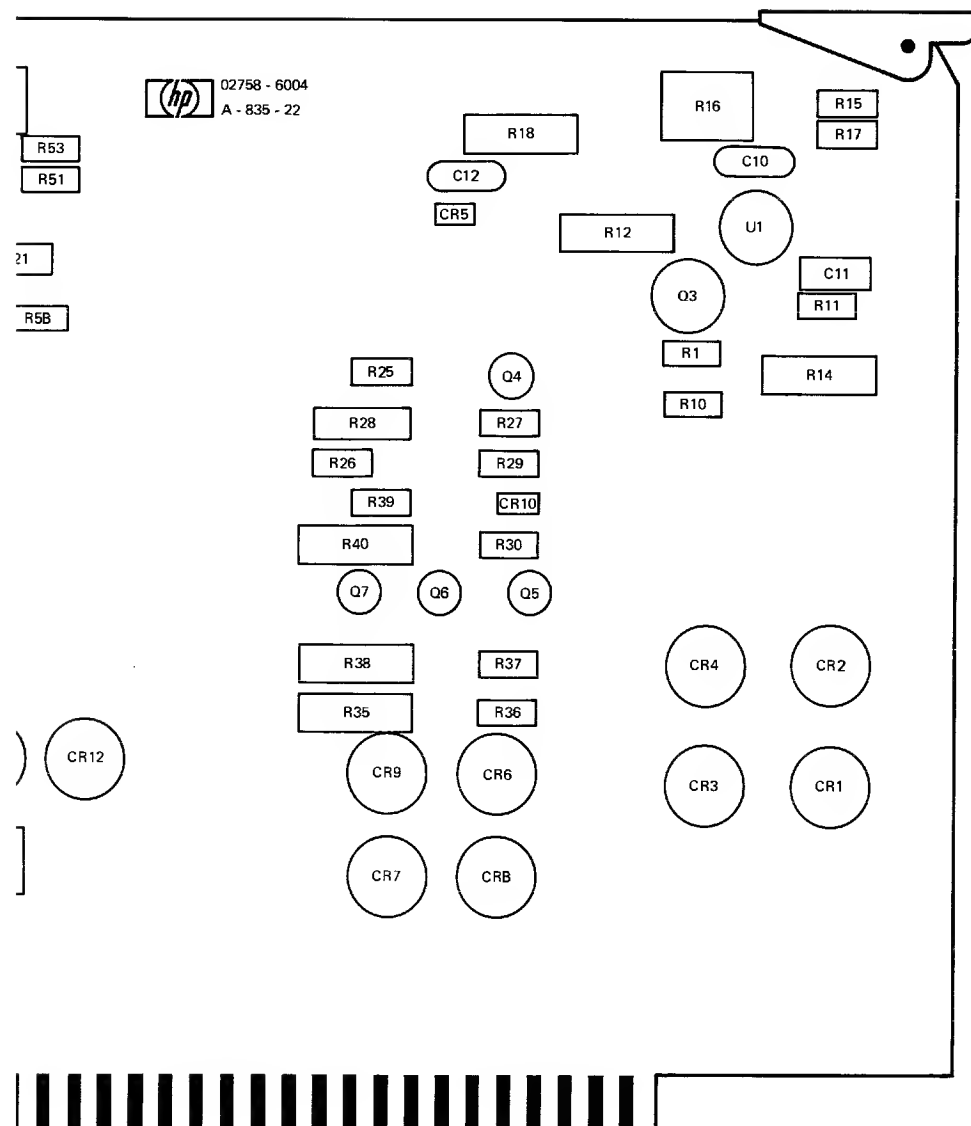 hp
02758 - 6004
A - 835 - 22
R16
R15
R17
R18
R53
R51
C12
C10
CR5
R12
U1
21
C11
Q3
R11
R5B
R1
R25
Q4
R14
R10
R28
R27
R26
R29
R39
CR10
R40
R30
Q7
Q6
Q5
R38
R37
CR4
CR2
R35
R36
CR12
CR9
CR6
CR3
CR1
CR7
CRB